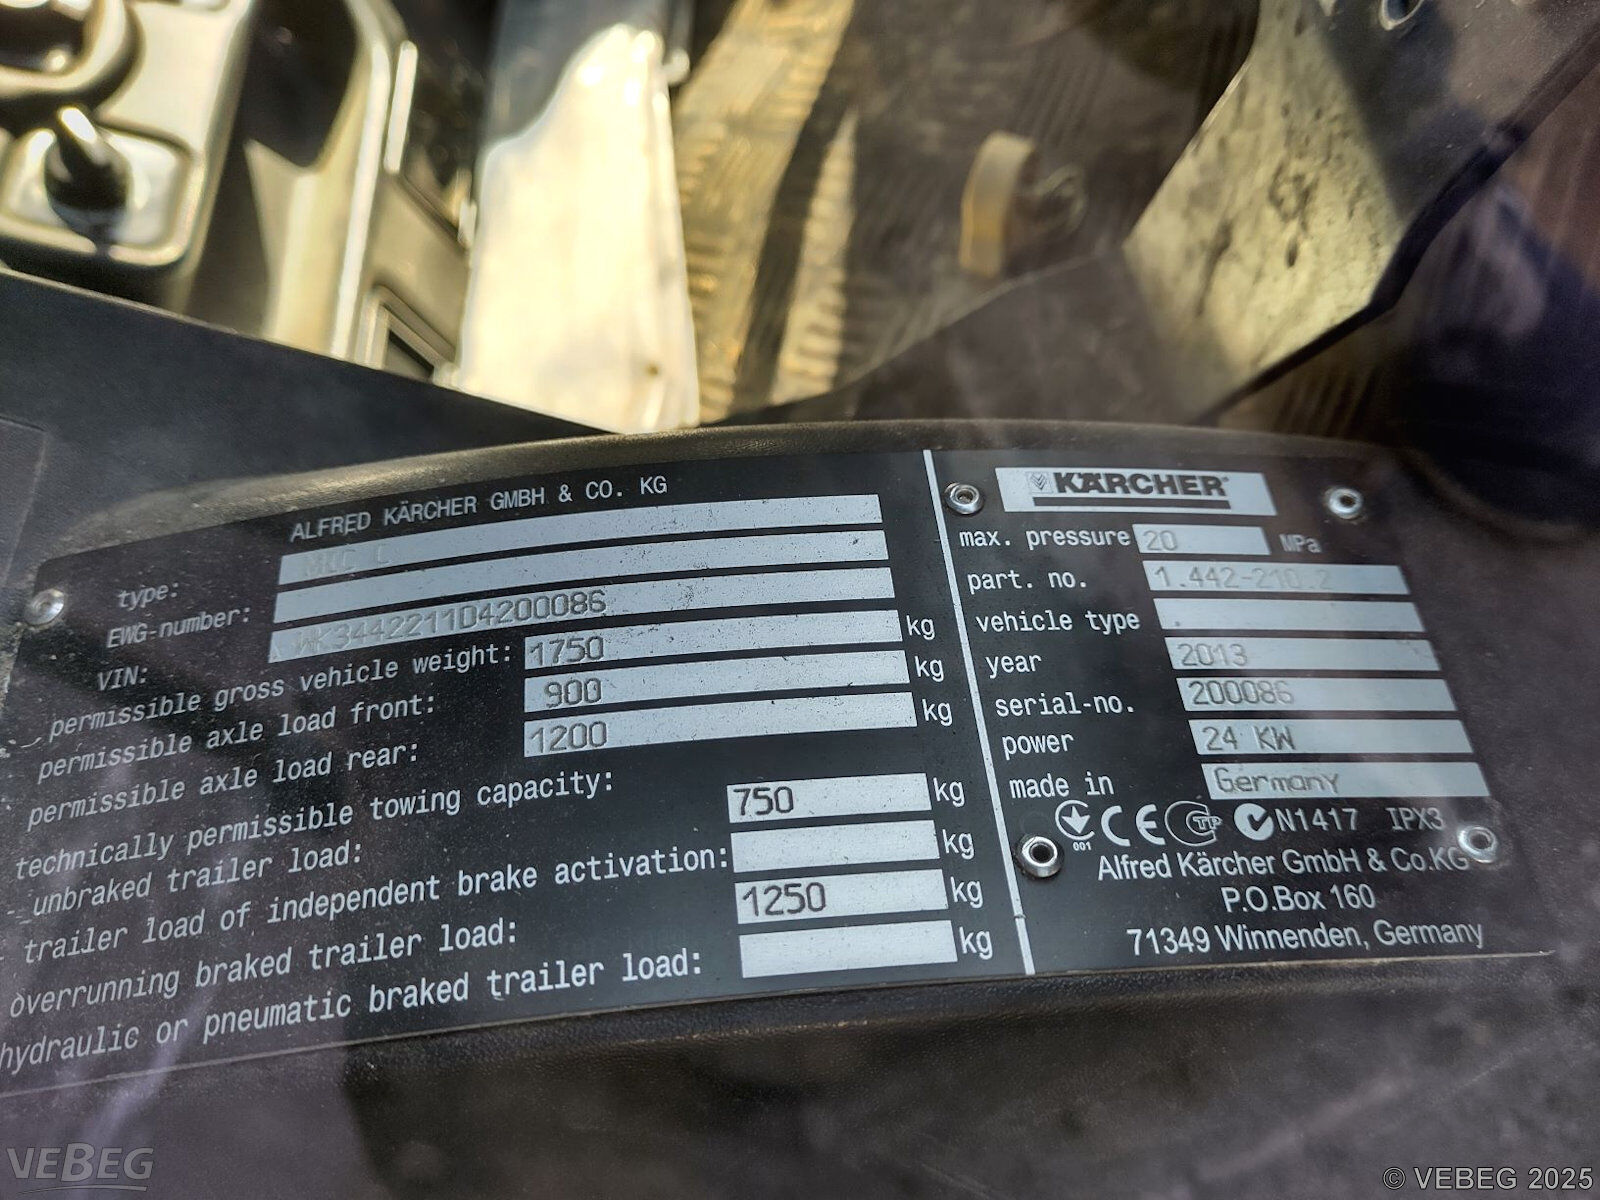 ALFRED KÄRCHER GMBH & CO. KG
type: MUC C
EWG-number:
VIN: WK3442211D4200086
permissible gross vehicle weight: 1750 kg
permissible axle load front: 900 kg
permissible axle load rear: 1200 kg
technically permissible towing capacity:
- unbraked trailer load: 750 kg
- trailer load of independent brake activation: kg
overrunning braked trailer load: 1250 kg
hydraulic or pneumatic braked trailer load: kg
KÄRCHER
max. pressure 20 MPa
part. no. 1.442-210.2
vehicle type .
year 2013
serial-no. 200086
power 24 KW
made in Germany
001 CE N1417 IPX3
Alfred Kärcher GmbH & Co.KG
P.O.Box 160
71349 Winnenden, Germany
VEBEG
© VEBEG 2025